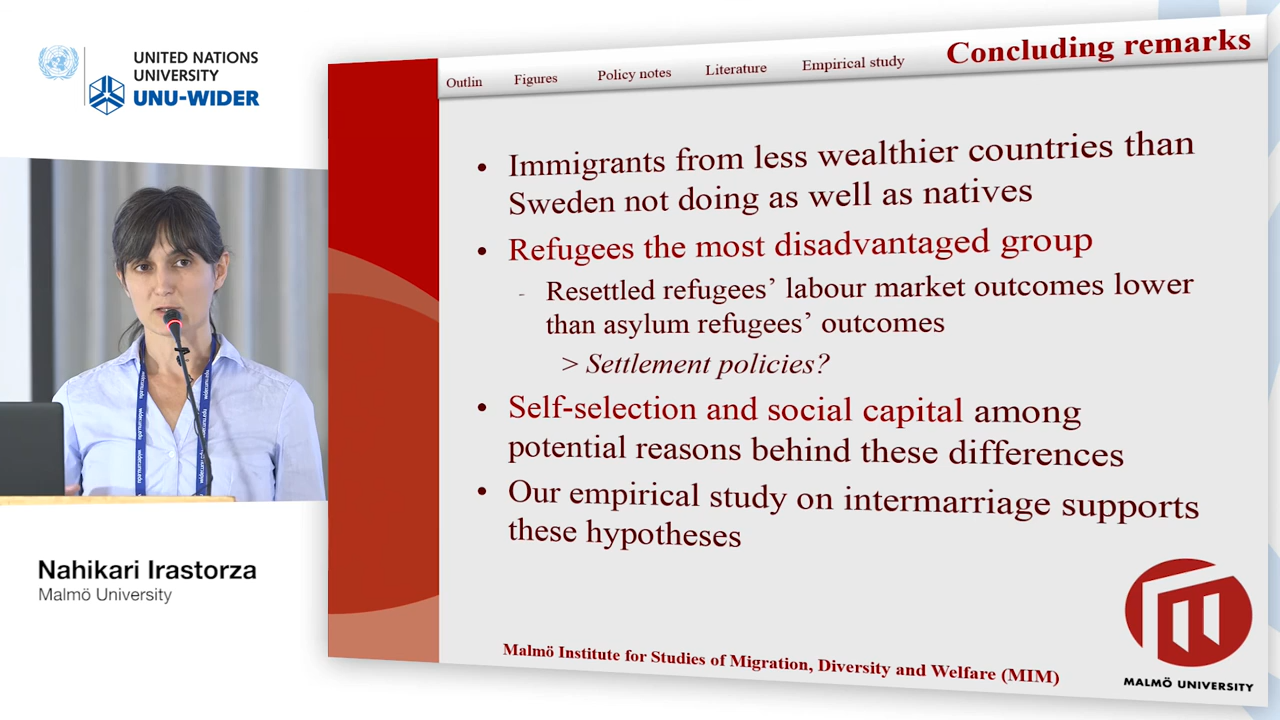 UNITED NATIONS
UNIVERSITY
UNU-WIDER
Nahikari Irastorza
Malmö University
Outlin
Figures
Policy notes
Literature
Empirical study
Concluding remarks
• Immigrants from less wealthier countries than
Sweden not doing as well as natives
• Refugees the most disadvantaged group
- Resettled refugees’ labour market outcomes lower
than asylum refugees’ outcomes
> Settlement policies?
• Self-selection and social capital among
potential reasons behind these differences
• Our empirical study on intermarriage supports
these hypotheses
Malmö Institute for Studies of Migration, Diversity and Welfare (MIM)
MALMÖ UNIVERSITY